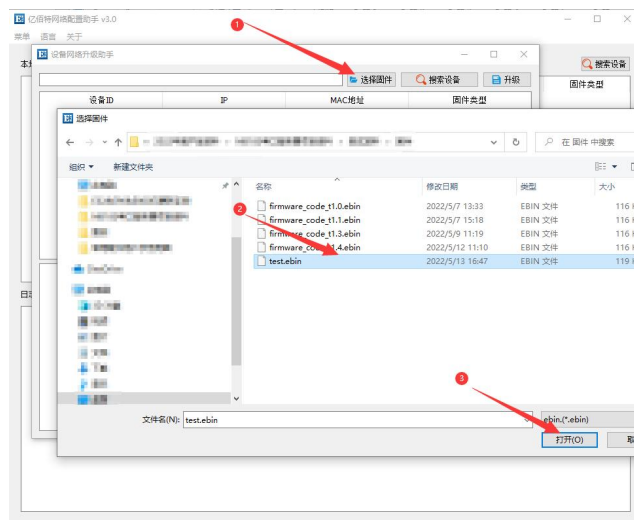 亿佰特网络配置助手 v3.0
菜单 语言 关于
设备网络升级助手
选择固件 搜索设备 升级
搜索设备
固件类型
设备ID IP MAC地址 固件类型
选择固件
在 固件 中搜索
组织 新建文件夹
名称 修改日期 类型 大小
firmware_code_t1.0.ebin 2022/5/7 13:33 EBIN 文件 116
firmware_code_t1.1.ebin 2022/5/7 15:18 EBIN 文件 116
firmware_code_t1.3.ebin 2022/5/9 11:19 EBIN 文件 116
firmware_code_t1.4.ebin 2022/5/12 11:10 EBIN 文件 116
test.ebin 2022/5/13 16:47 EBIN 文件 119
文件名(N): test.ebin ebin.(*.ebin)
打开(O)
1
2
3